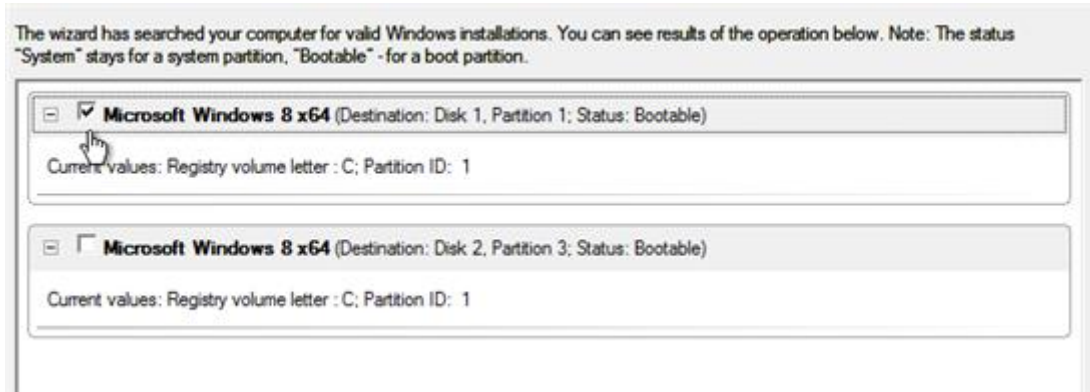 The wizard has searched your computer for valid Windows installations. You can see results of the operation below. Note: The status
"System" stays for a system partition, "Bootable" - for a boot partition.
Microsoft Windows 8 x64 (Destination: Disk 1, Partition 1; Status: Bootable)
Current values: Registry volume letter : C; Partition ID: 1
Microsoft Windows 8 x64 (Destination: Disk 2, Partition 3; Status: Bootable)
Current values: Registry volume letter : C; Partition ID: 1